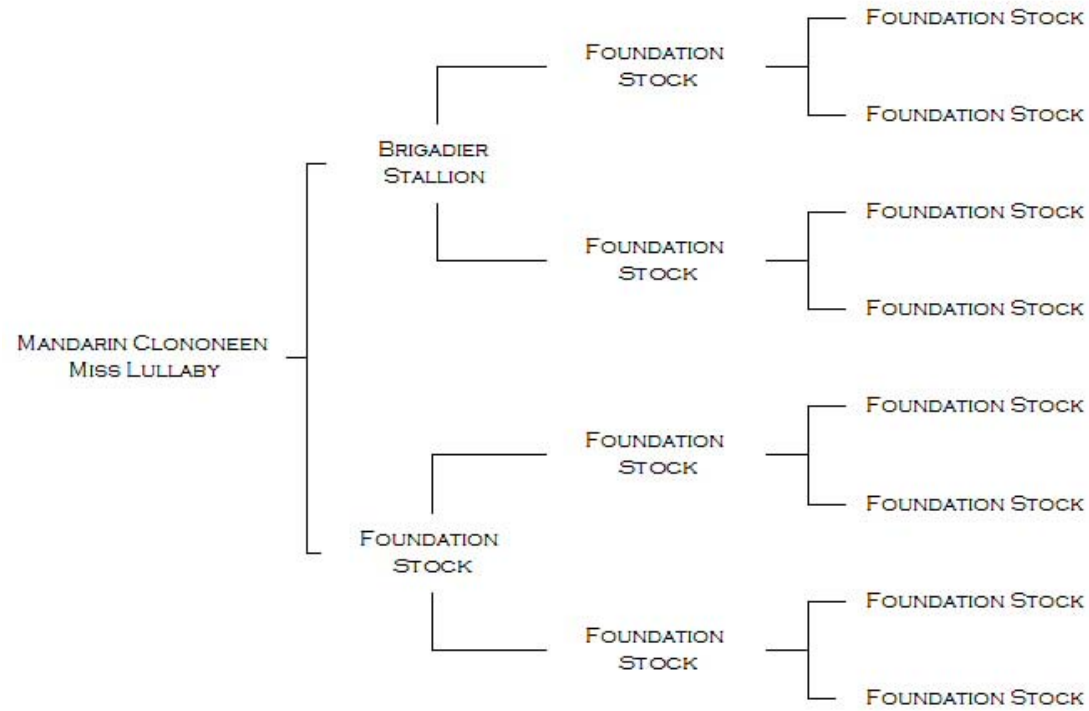 Foundation Stock
Foundation
Stock
Foundation Stock
Brigadier
Stallion
Foundation Stock
Foundation
Stock
Foundation Stock
Mandarin Clononeen
Miss Lullaby
Foundation Stock
Foundation
Stock
Foundation Stock
Foundation
Stock
Foundation Stock
Foundation
Stock
Foundation Stock